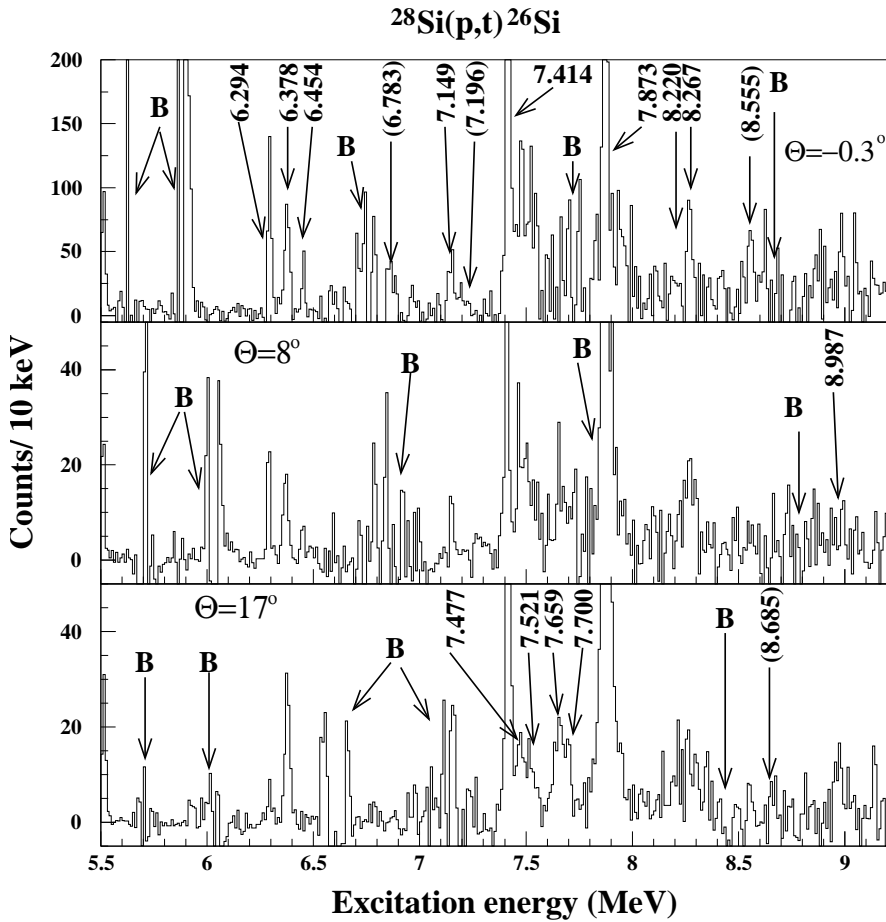 ²⁸Si(p,t)²⁶Si
Counts/ 10 keV
200
150
100
50
0
B
6.294
6.378
6.454
B
(6.783)
7.149
(7.196)
7.414
B
7.873
8.220
8.267
(8.555)
B
Θ=−0.3°
40
20
0
B
Θ=8°
B
B
B
8.987
40
20
0
B
Θ=17°
B
B
7.477
7.521
7.659
7.700
B
(8.685)
5.5 6 6.5 7 7.5 8 8.5 9
Excitation energy (MeV)